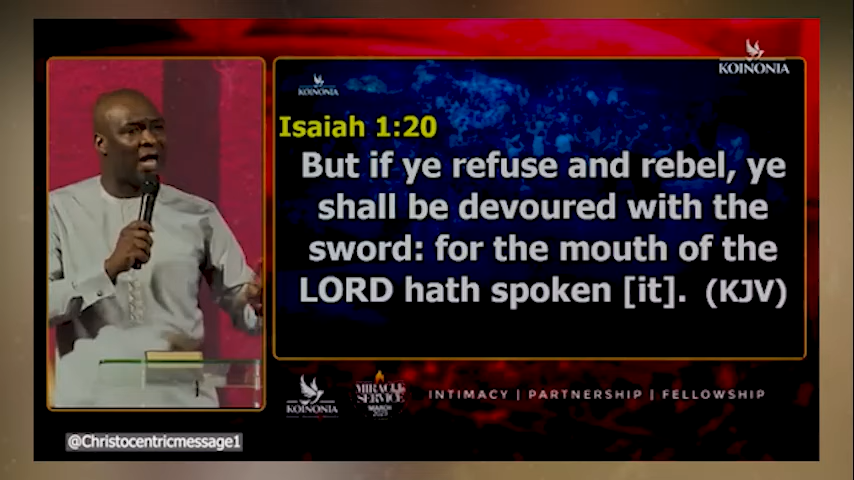 KOINONIA
KOINONIA
Isaiah 1:20
But if ye refuse and rebel, ye
shall be devoured with the
sword: for the mouth of the
LORD hath spoken [it]. (KJV)
KOINONIA
MIRACLE
SERVICE
MARCH
INTIMACY | PARTNERSHIP | FELLOWSHIP
@Christocentricmessage1